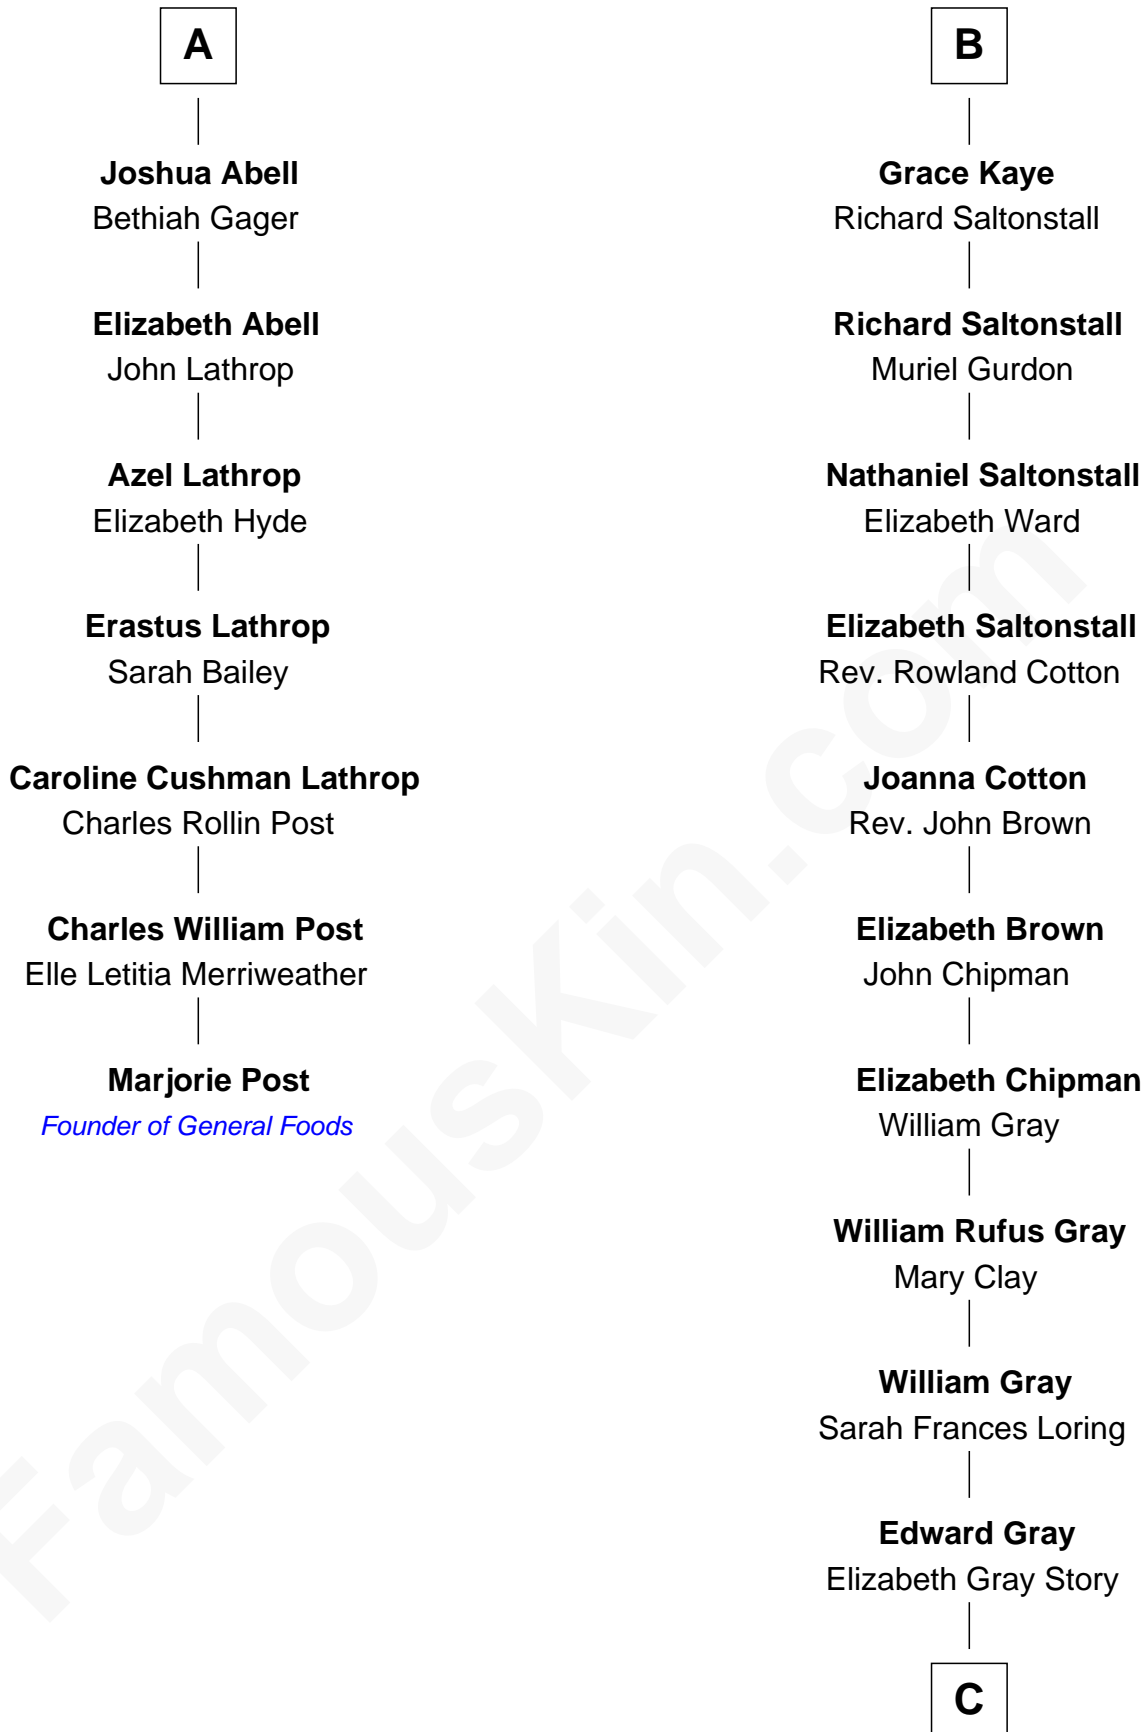 A
Joshua Abell
Bethiah Gager
Elizabeth Abell
John Lathrop
Azel Lathrop
Elizabeth Hyde
Erastus Lathrop
Sarah Bailey
Caroline Cushman Lathrop
Charles Rollin Post
Charles William Post
Elle Letitia Merriweather
Marjorie Post
Founder of General Foods
B
Grace Kaye
Richard Saltonstall
Richard Saltonstall
Muriel Gurdon
Nathaniel Saltonstall
Elizabeth Ward
Elizabeth Saltonstall
Rev. Rowland Cotton
Joanna Cotton
Rev. John Brown
Elizabeth Brown
John Chipman
Elizabeth Chipman
William Gray
William Rufus Gray
Mary Clay
William Gray
Sarah Frances Loring
Edward Gray
Elizabeth Gray Story
C
FamousKin.com